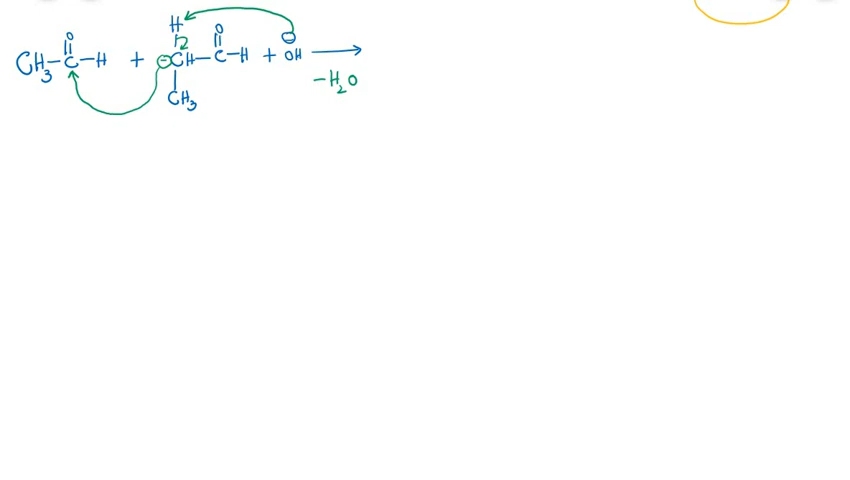 H
O O ⊖
CH₃–C–H + ⊖CH–C–H + OH →
–H₂O
CH₃